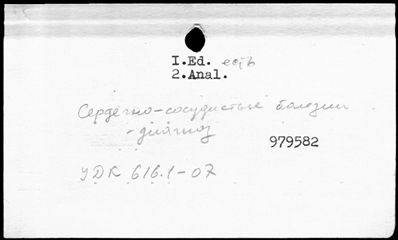 I.Ed. есть
2.Anal.
Сердечно-сосудистые болезни
- диагноз
979582
УДК 616.1-07